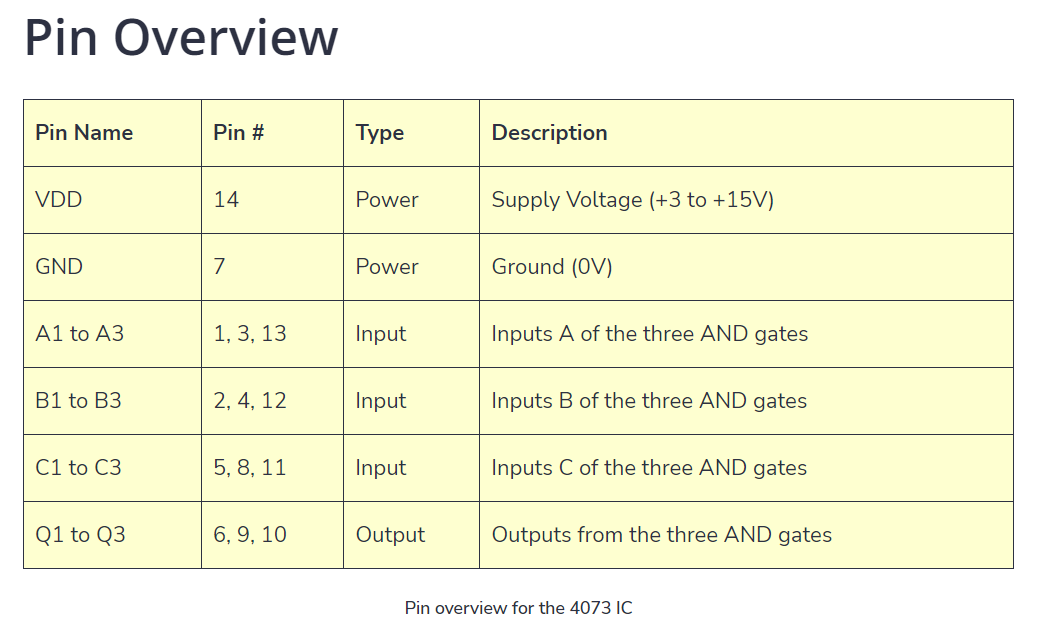 Pin Overview
Pin Name Pin # Type Description
VDD 14 Power Supply Voltage (+3 to +15V)
GND 7 Power Ground (0V)
A1 to A3 1, 3, 13 Input Inputs A of the three AND gates
B1 to B3 2, 4, 12 Input Inputs B of the three AND gates
C1 to C3 5, 8, 11 Input Inputs C of the three AND gates
Q1 to Q3 6, 9, 10 Output Outputs from the three AND gates
Pin overview for the 4073 IC